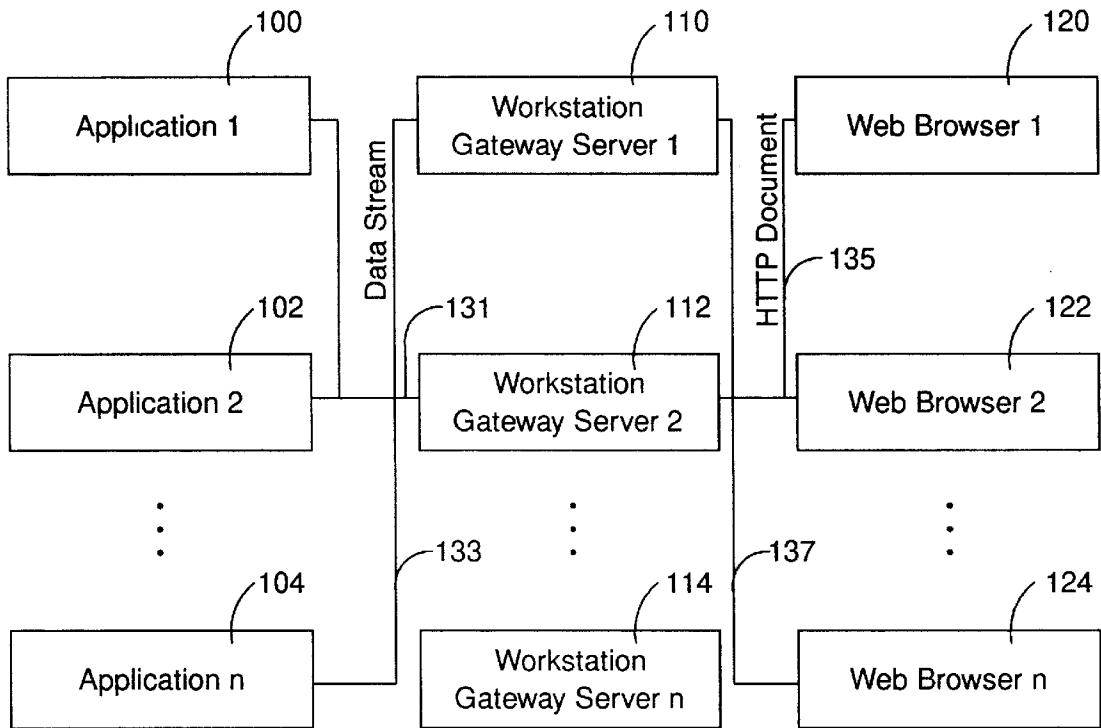 100
110
120
Application 1
Workstation
Gateway Server 1
Web Browser 1
Data Stream
HTTP Document
135
102
131
112
122
Application 2
Workstation
Gateway Server 2
Web Browser 2
104
133
114
137
124
Application n
Workstation
Gateway Server n
Web Browser n